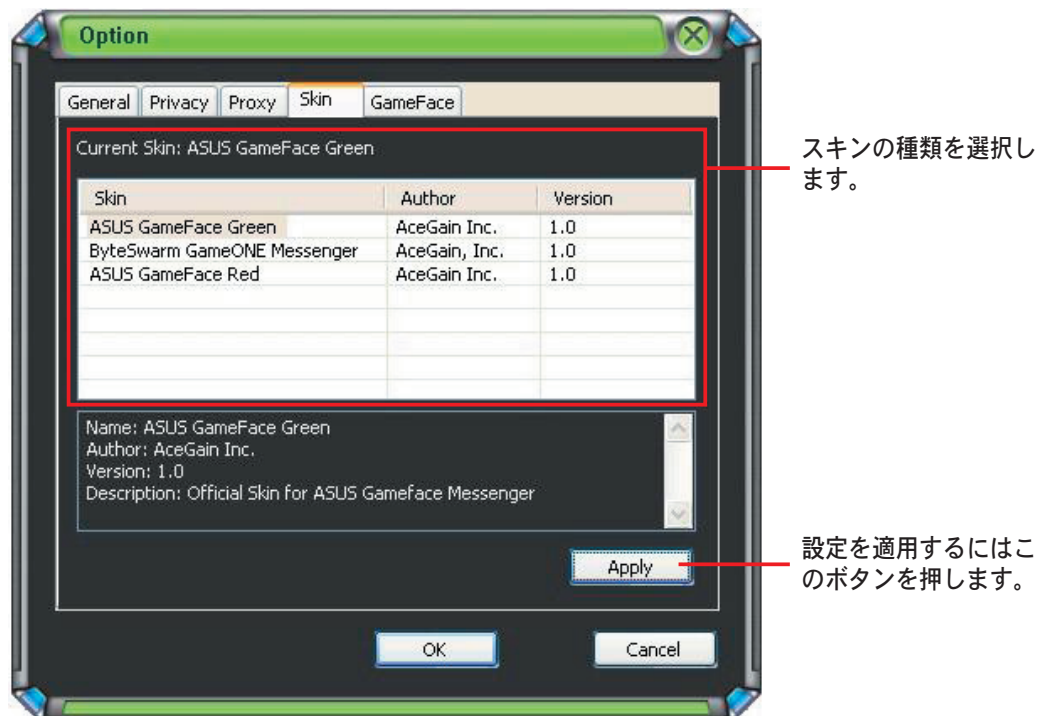 Option
General Privacy Proxy Skin GameFace
Current Skin: ASUS GameFace Green
Skin Author Version
ASUS GameFace Green AceGain Inc. 1.0
ByteSwarm GameONE Messenger AceGain, Inc. 1.0
ASUS GameFace Red AceGain Inc. 1.0
Name: ASUS GameFace Green
Author: AceGain Inc.
Version: 1.0
Description: Official Skin for ASUS Gameface Messenger
Apply
OK Cancel
スキンの種類を選択し
ます。
設定を適用するにはこ
のボタンを押します。